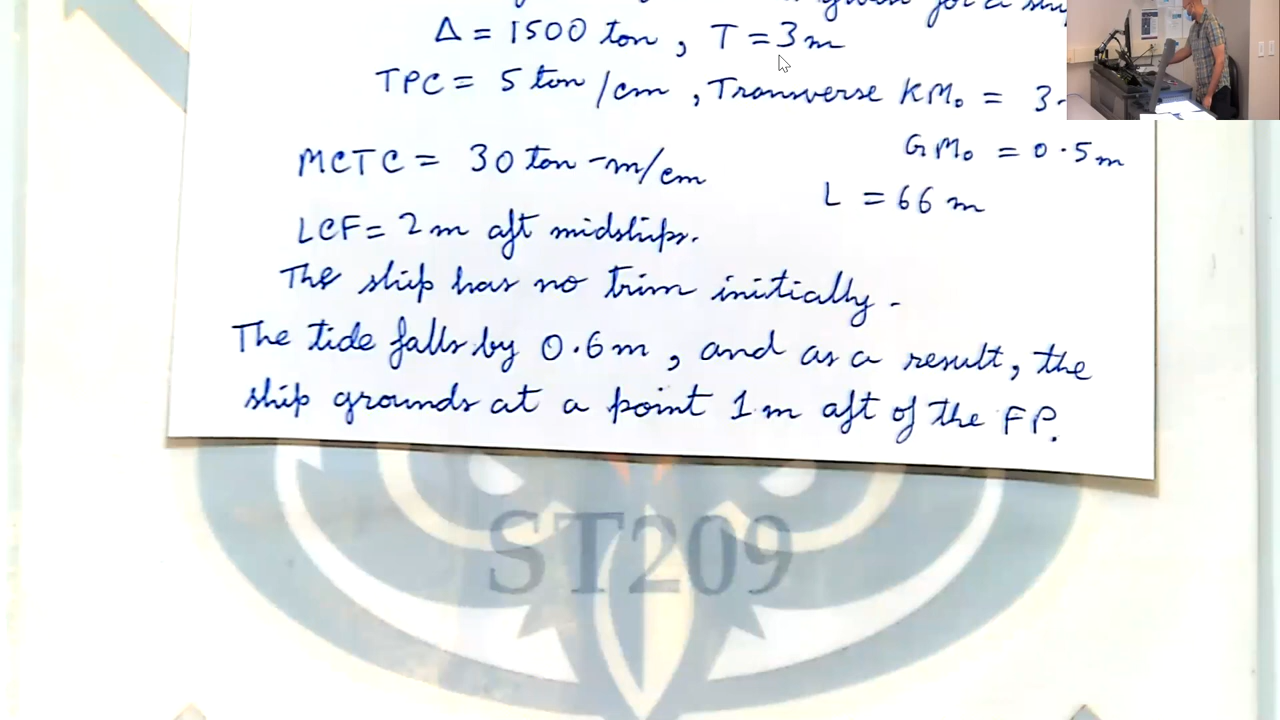 given for a
Δ = 1500 ton , T = 3 m
TPC = 5 ton /cm , Transverse KM₀ = 3
GM₀ = 0.5 m
MCTC = 30 ton -m/cm
L = 66 m
LCF = 2 m aft midships.
The ship has no trim initially.
The tide falls by 0.6 m , and as a result, the
ship grounds at a point 1 m aft of the FP.
ST209